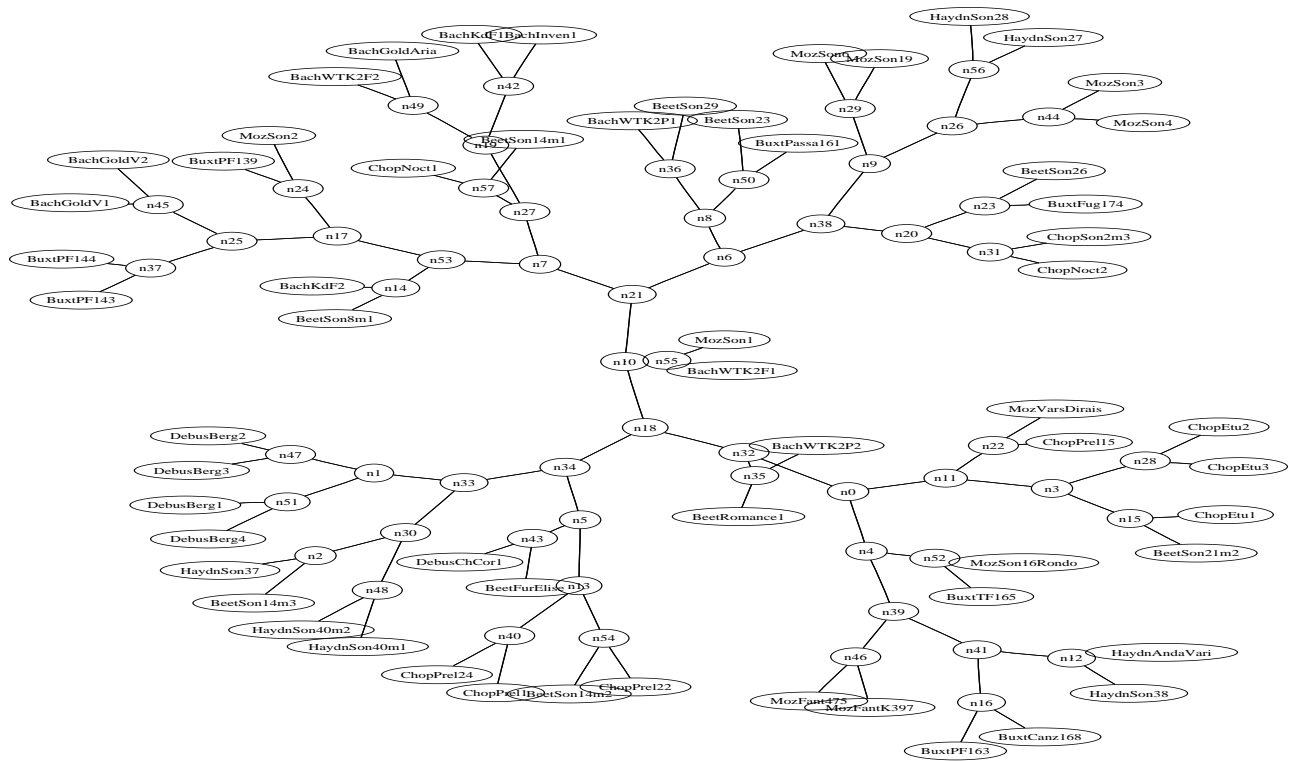 HaydnSon28
BachKdF1
BachInven1
HaydnSon27
BachGoldAria
MozSon6
MozSon19
n56
BachWTK2F2
n42
MozSon3
n49
BeetSon29
n29
n44
BachWTK2P1
BeetSon23
n26
MozSon4
MozSon2
BeetSon14m1
n19
BuxtPassa161
BachGoldV2
BuxtPF139
ChopNoct1
n36
n9
BeetSon26
n24
n57
n50
BachGoldV1
n45
n27
n8
n23
BuxtFug174
n25
n17
n38
n20
ChopSon2m3
BuxtPF144
n37
n53
n7
n6
n31
ChopNoct2
BuxtPF143
BachKdF2
n14
n21
BeetSon8m1
MozSon1
n10
n55
BachWTK2F1
MozVarsDirais
n18
ChopEtu2
DebusBerg2
n22
ChopPrel15
n47
n32
BachWTK2P2
DebusBerg3
n1
n34
n28
ChopEtu3
n33
n35
n11
DebusBerg1
n51
n0
n3
BeetRomance1
ChopEtu1
n5
n15
DebusBerg4
n30
n43
BeetSon21m2
n2
DebusChCor1
n4
n52
MozSon16Rondo
HaydnSon37
BeetFurElise
n13
n48
BuxtTF165
BeetSon14m3
n39
HaydnSon40m2
n40
n54
HaydnSon40m1
n41
n46
n12
HaydnAndaVari
ChopPrel24
ChopPrel22
HaydnSon38
BeetSon14m2
MozFant475
n16
MozFantK397
BuxtCanz168
BuxtPF163